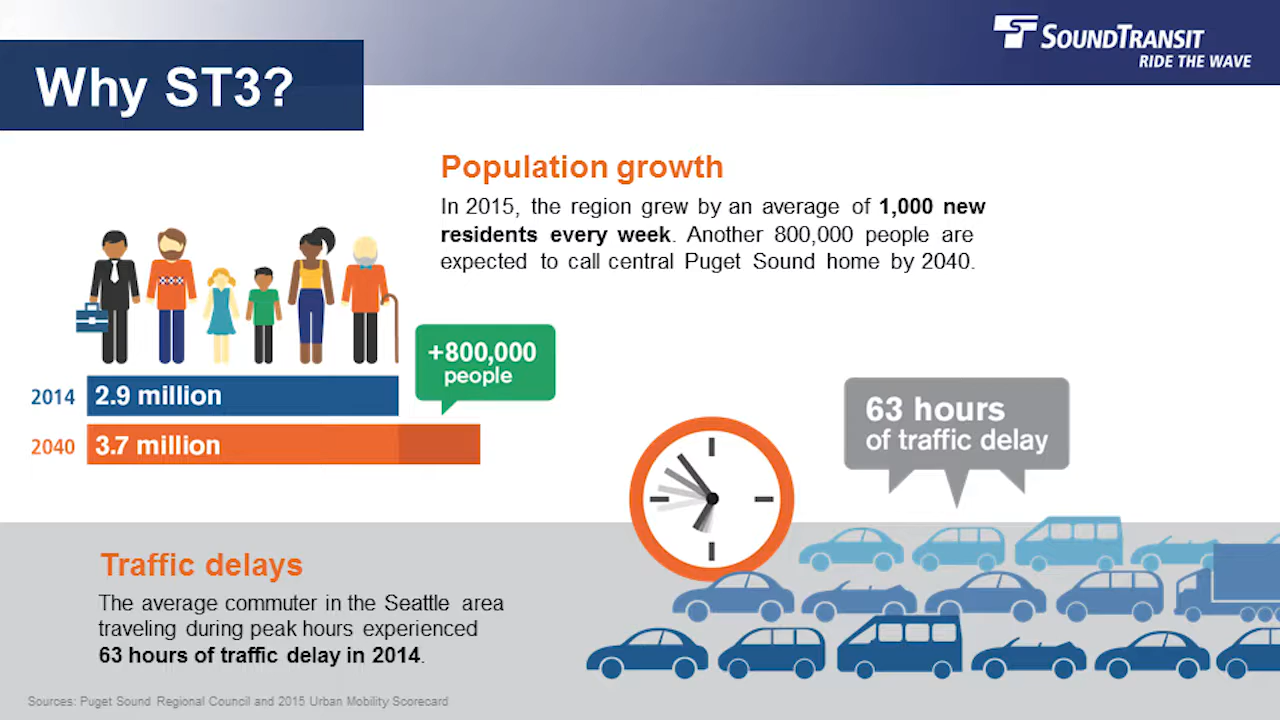 SOUNDTRANSIT
RIDE THE WAVE
Why ST3?
Population growth
In 2015, the region grew by an average of 1,000 new
residents every week. Another 800,000 people are
expected to call central Puget Sound home by 2040.
+800,000
people
2014 2.9 million
2040 3.7 million
63 hours
of traffic delay
Traffic delays
The average commuter in the Seattle area
traveling during peak hours experienced
63 hours of traffic delay in 2014.
Sources: Puget Sound Regional Council and 2015 Urban Mobility Scorecard